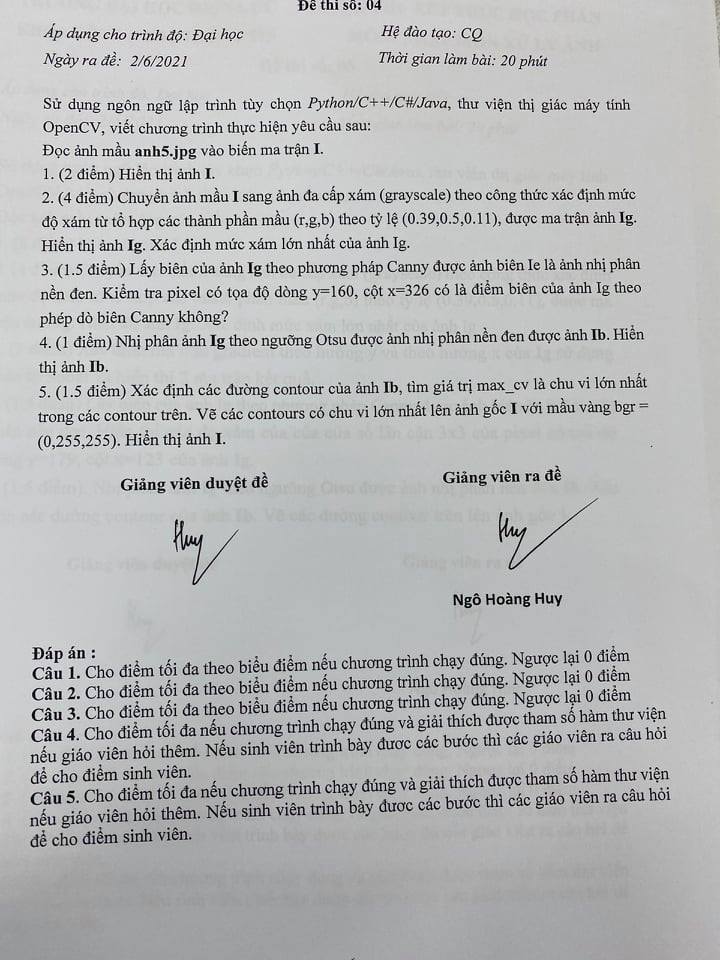 Đề thi số: 04
Áp dụng cho trình độ: Đại học Hệ đào tạo: CQ
Ngày ra đề: 2/6/2021 Thời gian làm bài: 20 phút
Sử dụng ngôn ngữ lập trình tùy chọn Python/C++/C#/Java, thư viện thị giác máy tính
OpenCV, viết chương trình thực hiện yêu cầu sau:
Đọc ảnh mầu anh5.jpg vào biến ma trận I.
1. (2 điểm) Hiển thị ảnh I.
2. (4 điểm) Chuyển ảnh mầu I sang ảnh đa cấp xám (grayscale) theo công thức xác định mức
độ xám từ tổ hợp các thành phần mầu (r,g,b) theo tỷ lệ (0.39,0.5,0.11), được ma trận ảnh Ig.
Hiển thị ảnh Ig. Xác định mức xám lớn nhất của ảnh Ig.
3. (1.5 điểm) Lấy biên của ảnh Ig theo phương pháp Canny được ảnh biên Ie là ảnh nhị phân
nền đen. Kiểm tra pixel có tọa độ dòng y=160, cột x=326 có là điểm biên của ảnh Ig theo
phép dò biên Canny không?
4. (1 điểm) Nhị phân ảnh Ig theo ngưỡng Otsu được ảnh nhị phân nền đen được ảnh Ib. Hiển
thị ảnh Ib.
5. (1.5 điểm) Xác định các đường contour của ảnh Ib, tìm giá trị max_cv là chu vi lớn nhất
trong các contour trên. Vẽ các contours có chu vi lớn nhất lên ảnh gốc I với mầu vàng bgr =
(0,255,255). Hiển thị ảnh I.
Giảng viên duyệt đề Giảng viên ra đề
Huy Huy
Ngô Hoàng Huy
Đáp án :
Câu 1. Cho điểm tối đa theo biểu điểm nếu chương trình chạy đúng. Ngược lại 0 điểm
Câu 2. Cho điểm tối đa theo biểu điểm nếu chương trình chạy đúng. Ngược lại 0 điểm
Câu 3. Cho điểm tối đa theo biểu điểm nếu chương trình chạy đúng. Ngược lại 0 điểm
Câu 4. Cho điểm tối đa nếu chương trình chạy đúng và giải thích được tham số hàm thư viện
nếu giáo viên hỏi thêm. Nếu sinh viên trình bày đươc các bước thì các giáo viên ra câu hỏi
để cho điểm sinh viên.
Câu 5. Cho điểm tối đa nếu chương trình chạy đúng và giải thích được tham số hàm thư viện
nếu giáo viên hỏi thêm. Nếu sinh viên trình bày đươc các bước thì các giáo viên ra câu hỏi
để cho điểm sinh viên.